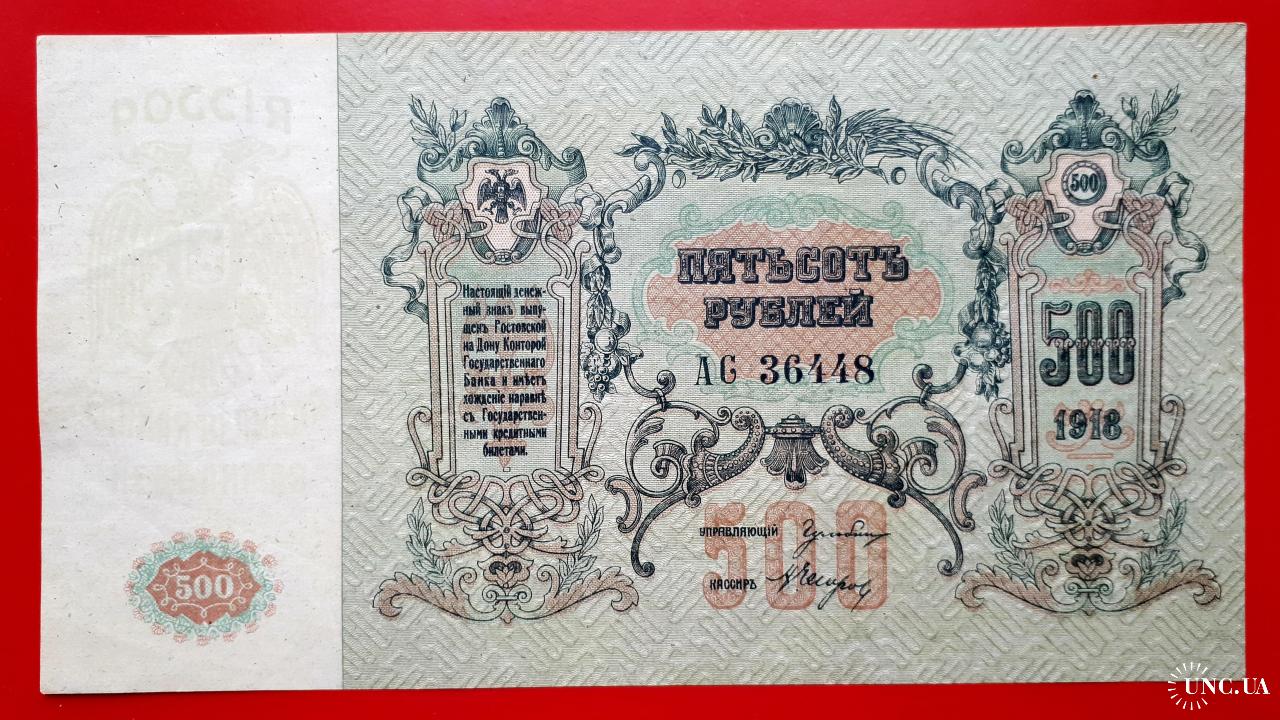 РОССІЯ
500
Настоящій денеж-
ный знакъ выпу-
щенъ Ростовской
на Дону Конторой
Государственнаго
Банка и имѣетъ
хожденіе наравнѣ
съ Государствен-
ными кредитными
билетами.
ПЯТЬСОТЪ
РУБЛЕЙ
АС 36448
500
УПРАВЛЯЮЩІЙ
КАССИРЪ
500
500
1918
UNC.UA